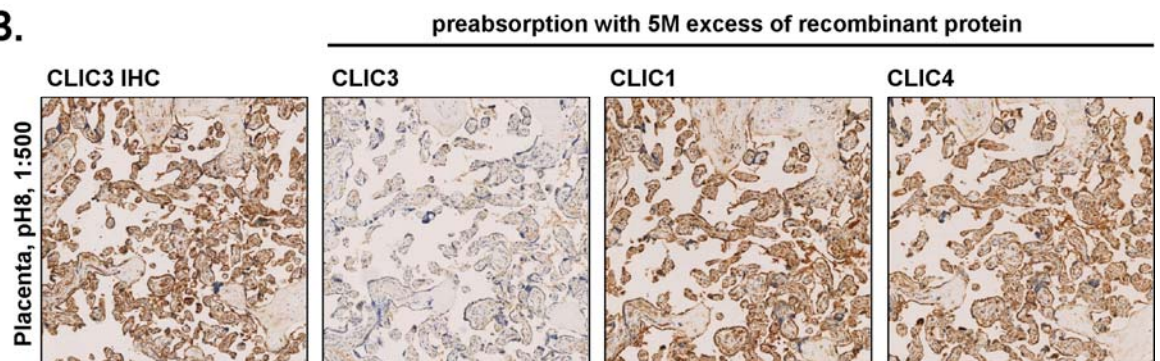 B.
preabsorption with 5M excess of recombinant protein
CLIC3 IHC
CLIC3
CLIC1
CLIC4
Placenta, pH8, 1:500